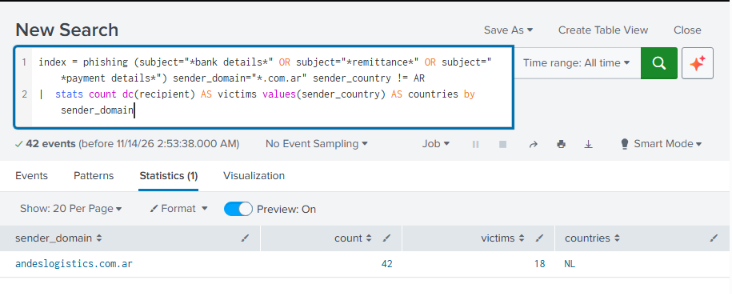 New Search
Save As
Create Table View
Close
1 index = phishing (subject="*bank details*" OR subject="*remittance*" OR subject="
*payment details*") sender_domain="*.com.ar" sender_country != AR
2 | stats count dc(recipient) AS victims values(sender_country) AS countries by
sender_domain
Time range: All time
✓ 42 events (before 11/14/26 2:53:38.000 AM)
No Event Sampling
Job
Smart Mode
Events
Patterns
Statistics (1)
Visualization
Show: 20 Per Page
Format
Preview: On
sender_domain
count
victims
countries
andeslogistics.com.ar
42
18
NL